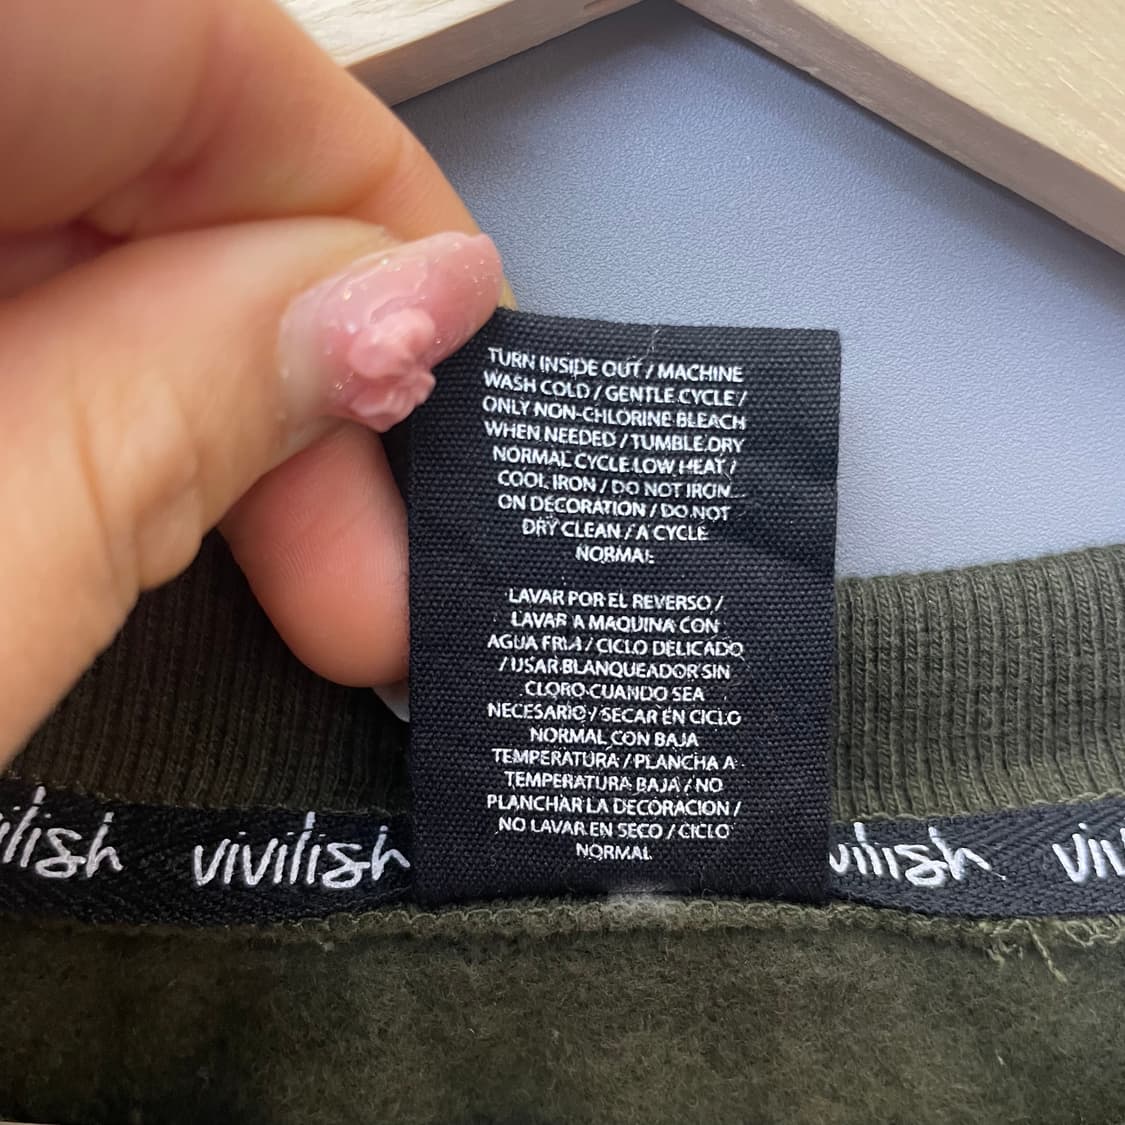 TURN INSIDE OUT / MACHINE
WASH COLD / GENTLE CYCLE /
ONLY NON-CHLORINE BLEACH
WHEN NEEDED / TUMBLE DRY
NORMAL CYCLE LOW HEAT /
COOL IRON / DO NOT IRON
ON DECORATION / DO NOT
DRY CLEAN / A CYCLE
NORMAL
LAVAR POR EL REVERSO /
LAVAR A MAQUINA CON
AGUA FRIA / CICLO DELICADO
/ USAR BLANQUEADOR SIN
CLORO CUANDO SEA
NECESARIO / SECAR EN CICLO
NORMAL CON BAJA
TEMPERATURA / PLANCHA A
TEMPERATURA BAJA / NO
PLANCHAR LA DECORACION /
NO LAVAR EN SECO / CICLO
NORMAL
ilish vivilish vilish vivi